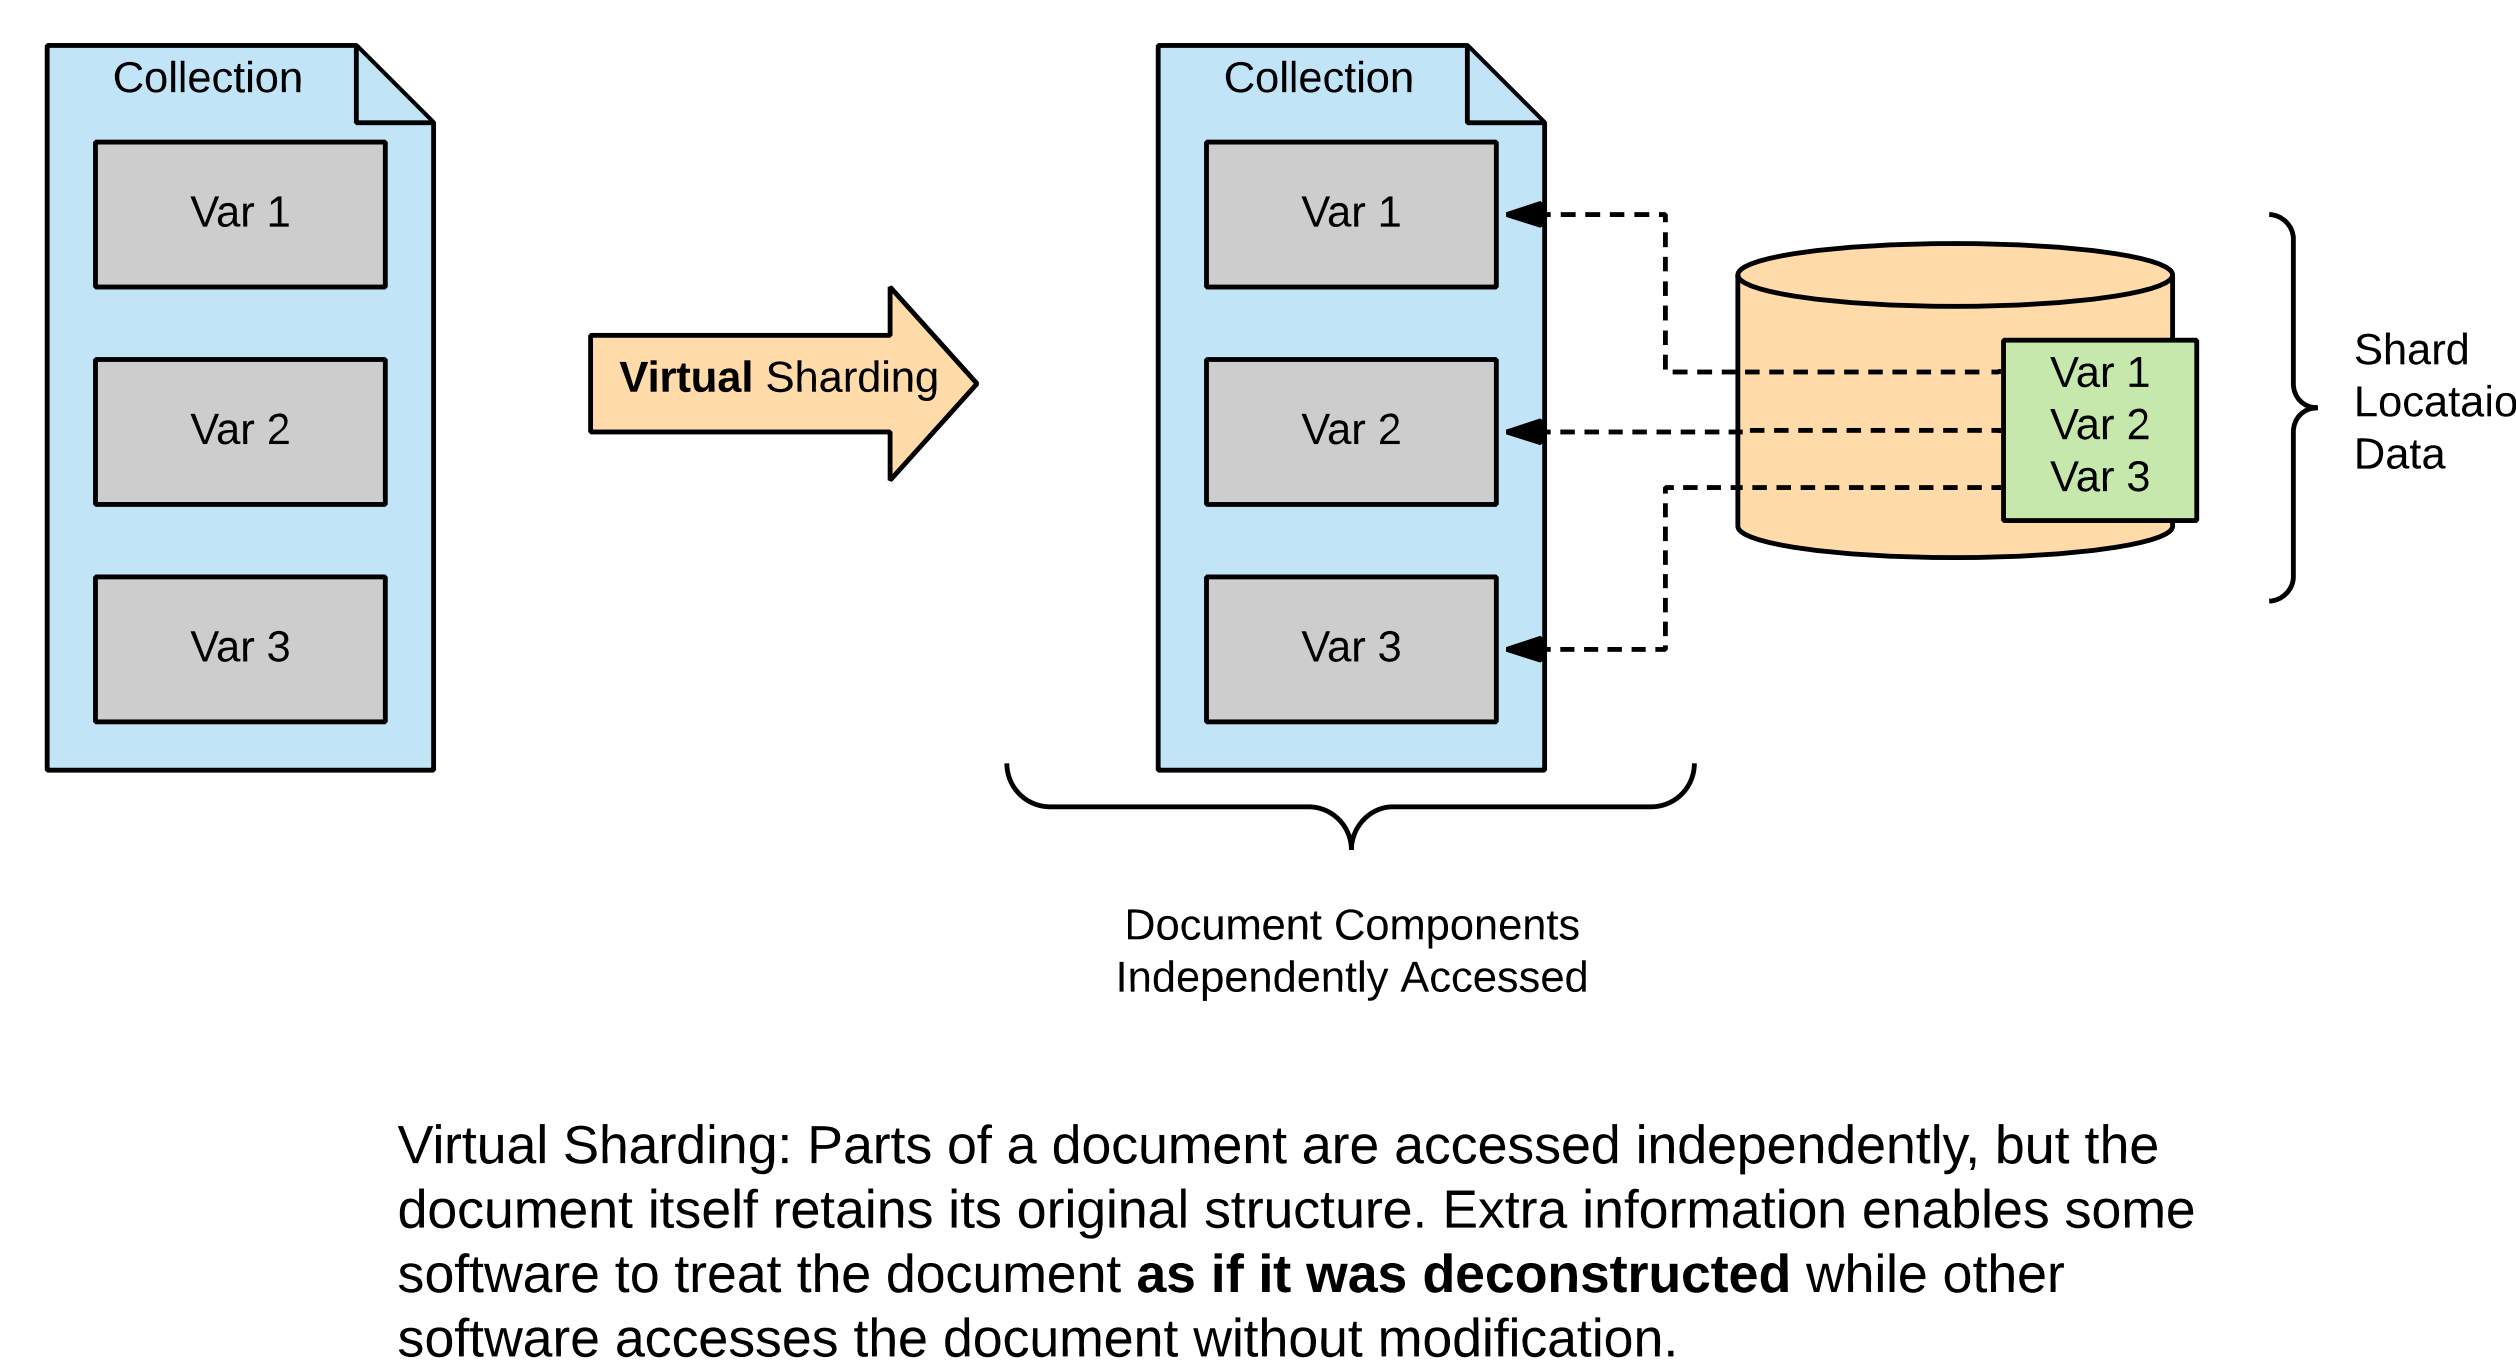 Collection
Var 1
Var 2
Var 3
Virtual Sharding
Collection
Var 1
Var 2
Var 3
Var 1
Var 2
Var 3
Shard
Locataio
Data
Document Components
Independently Accessed
Virtual Sharding: Parts of a document are accessed independently, but the
document itself retains its original structure. Extra information enables some
software to treat the document as if it was deconstructed while other
software accesses the document without modification.